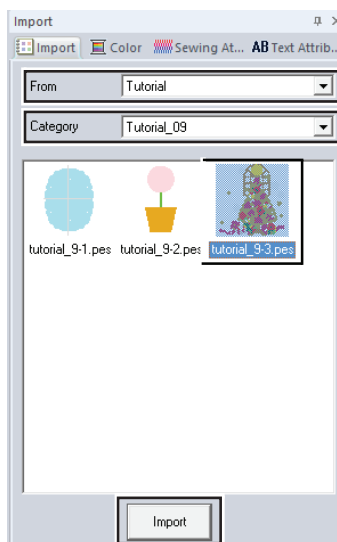 Import
Import Color Sewing At... AB Text Attrib...
From Tutorial
Category Tutorial_09
tutorial_9-1.pes tutorial_9-2.pes tutorial_9-3.pes
Import